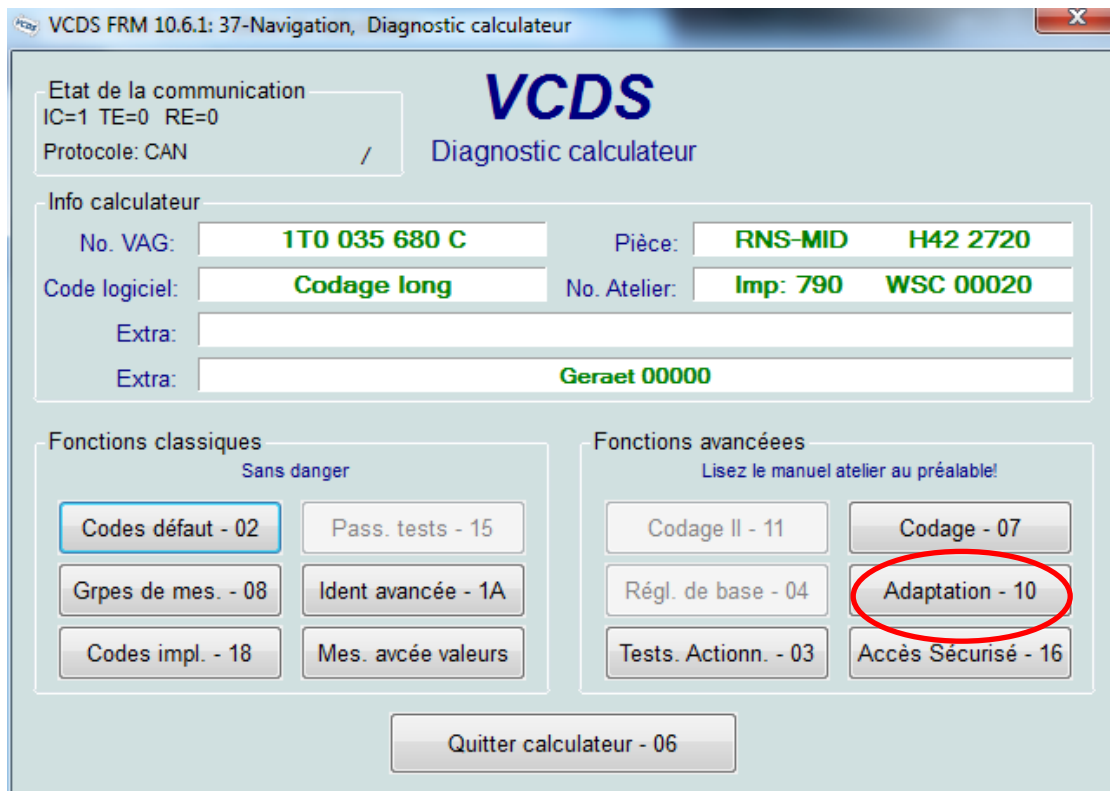 VCDS FRM 10.6.1: 37-Navigation, Diagnostic calculateur
x
Etat de la communication
IC=1 TE=0 RE=0
Protocole: CAN /
VCDS
Diagnostic calculateur
Info calculateur
No. VAG: 1T0 035 680 C Pièce: RNS-MID H42 2720
Code logiciel: Codage long No. Atelier: Imp: 790 WSC 00020
Extra:
Extra: Geraet 00000
Fonctions classiques
Sans danger
Codes défaut - 02 Pass. tests - 15
Grpes de mes. - 08 Ident avancée - 1A
Codes impl. - 18 Mes. avcée valeurs
Fonctions avancéees
Lisez le manuel atelier au préalable!
Codage II - 11 Codage - 07
Régl. de base - 04 Adaptation - 10
Tests. Actionn. - 03 Accès Sécurisé - 16
Quitter calculateur - 06